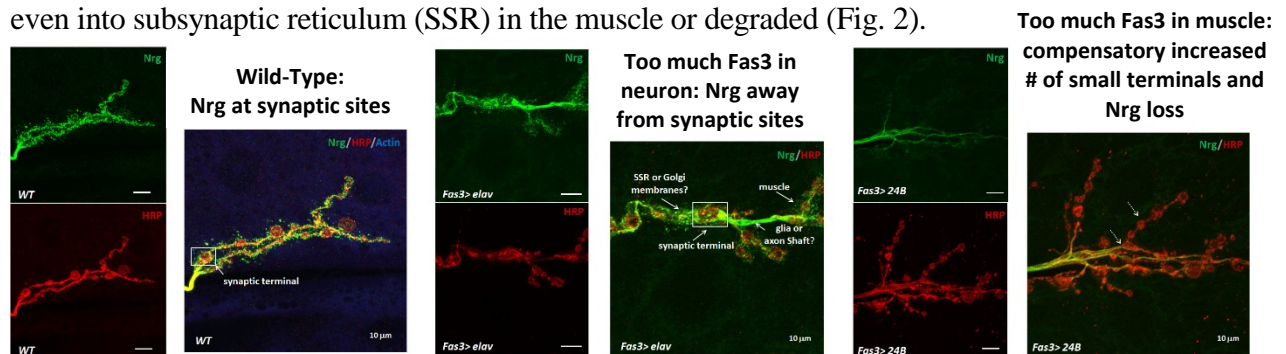 even into subsynaptic reticulum (SSR) in the muscle or degraded (Fig. 2).
Nrg
WT
HRP
WT
Wild-Type:
Nrg at synaptic sites
Nrg/HRP/Actin
synaptic terminal
WT
10 µm
Nrg
Fas3> elav
HRP
Fas3> elav
Too much Fas3 in
neuron: Nrg away
from synaptic sites
Nrg/HRP
SSR or Golgi
membranes?
muscle
synaptic terminal
glia or
axon Shaft?
Fas3> elav
10 µm
Nrg
Fas3> 24B
HRP
Fas3> 24B
Too much Fas3 in muscle:
compensatory increased
# of small terminals and
Nrg loss
Nrg/HRP
Fas3> 24B
10 µm